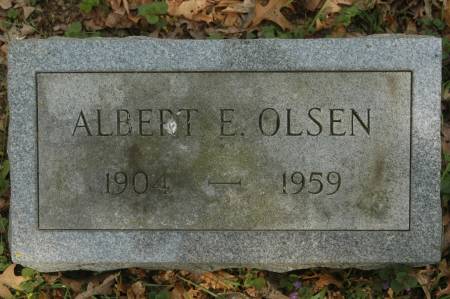 ALBERT E. OLSEN
1904 — 1959